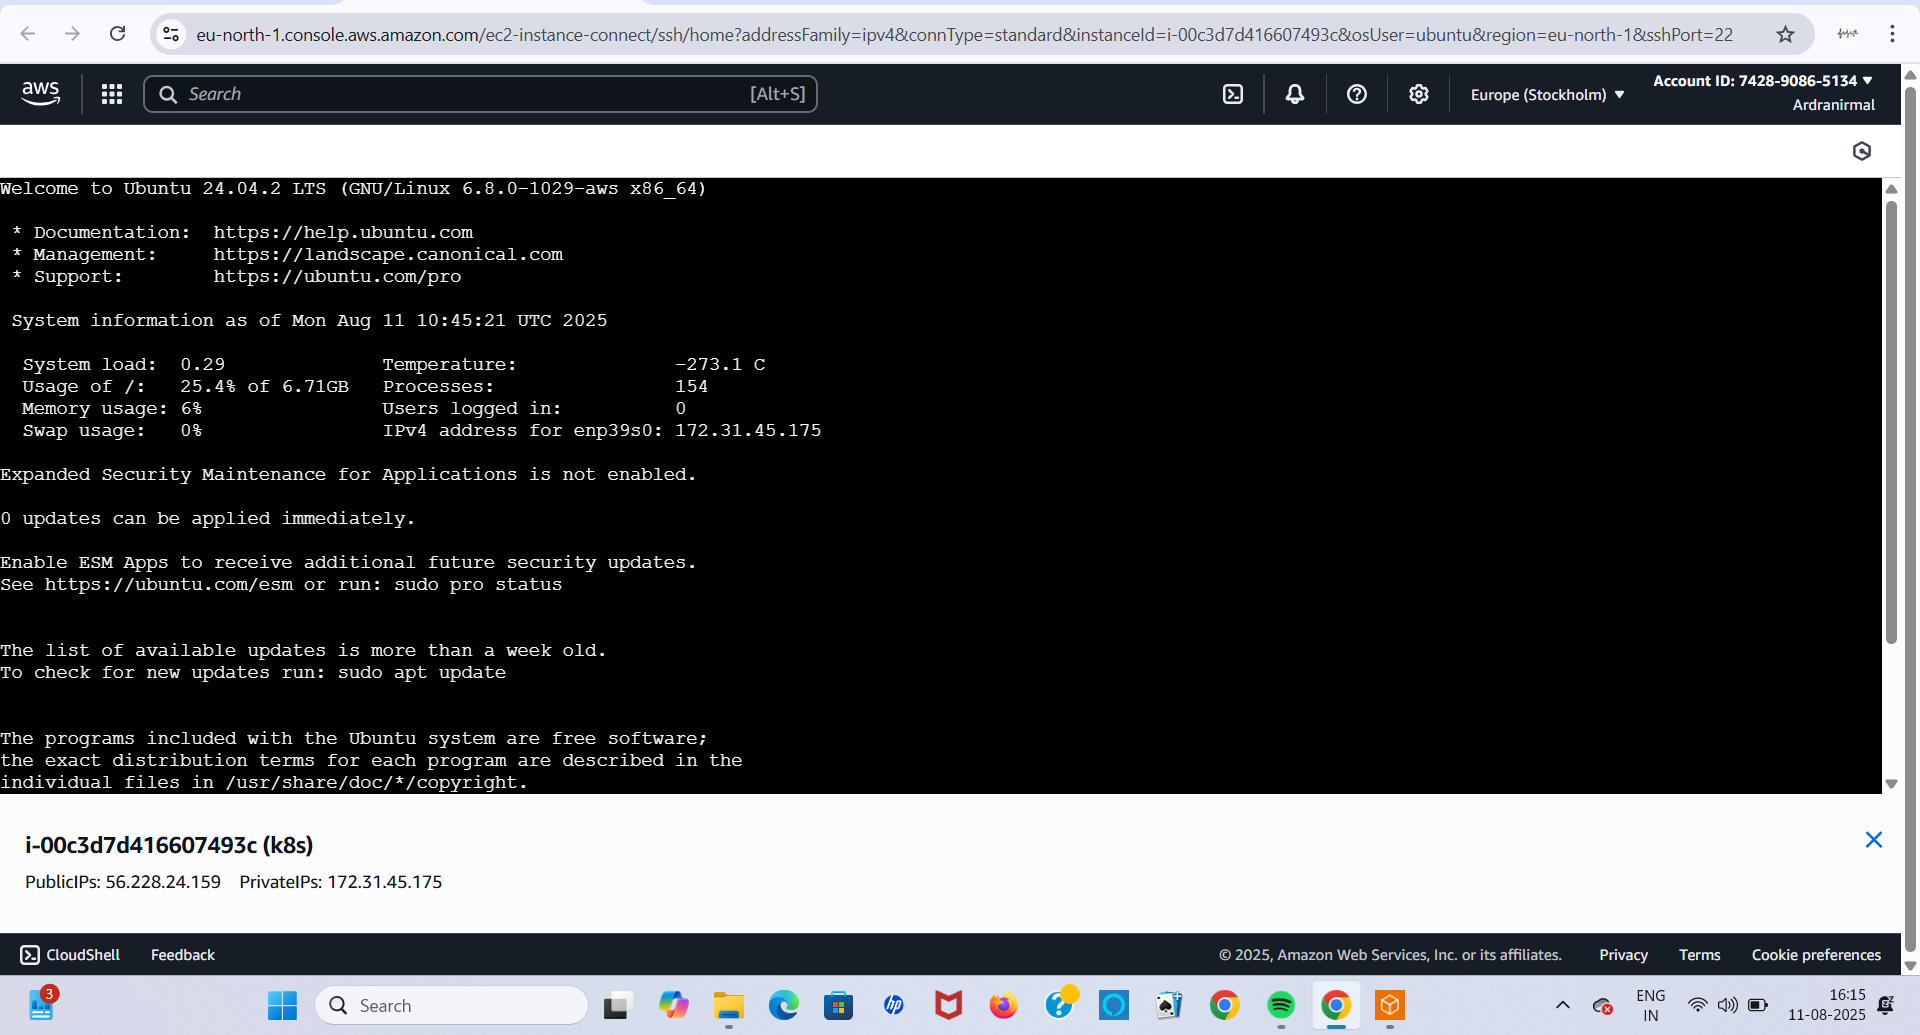 eu-north-1.console.aws.amazon.com/ec2-instance-connect/ssh/home?addressFamily=ipv4&connType=standard&instanceId=i-00c3d7d416607493c&osUser=ubuntu&region=eu-north-1&sshPort=22
aws
Search [Alt+S]
Europe (Stockholm)
Account ID: 7428-9086-5134
Ardranirmal
Welcome to Ubuntu 24.04.2 LTS (GNU/Linux 6.8.0-1029-aws x86_64)
* Documentation: https://help.ubuntu.com
* Management: https://landscape.canonical.com
* Support: https://ubuntu.com/pro
System information as of Mon Aug 11 10:45:21 UTC 2025
System load: 0.29 Temperature: -273.1 C
Usage of /: 25.4% of 6.71GB Processes: 154
Memory usage: 6% Users logged in: 0
Swap usage: 0% IPv4 address for enp39s0: 172.31.45.175
Expanded Security Maintenance for Applications is not enabled.
0 updates can be applied immediately.
Enable ESM Apps to receive additional future security updates.
See https://ubuntu.com/esm or run: sudo pro status
The list of available updates is more than a week old.
To check for new updates run: sudo apt update
The programs included with the Ubuntu system are free software;
the exact distribution terms for each program are described in the
individual files in /usr/share/doc/*/copyright.
i-00c3d7d416607493c (k8s)
PublicIPs: 56.228.24.159 PrivateIPs: 172.31.45.175
CloudShell Feedback © 2025, Amazon Web Services, Inc. or its affiliates. Privacy Terms Cookie preferences
3
Search
hp
ENG
IN
16:15
11-08-2025